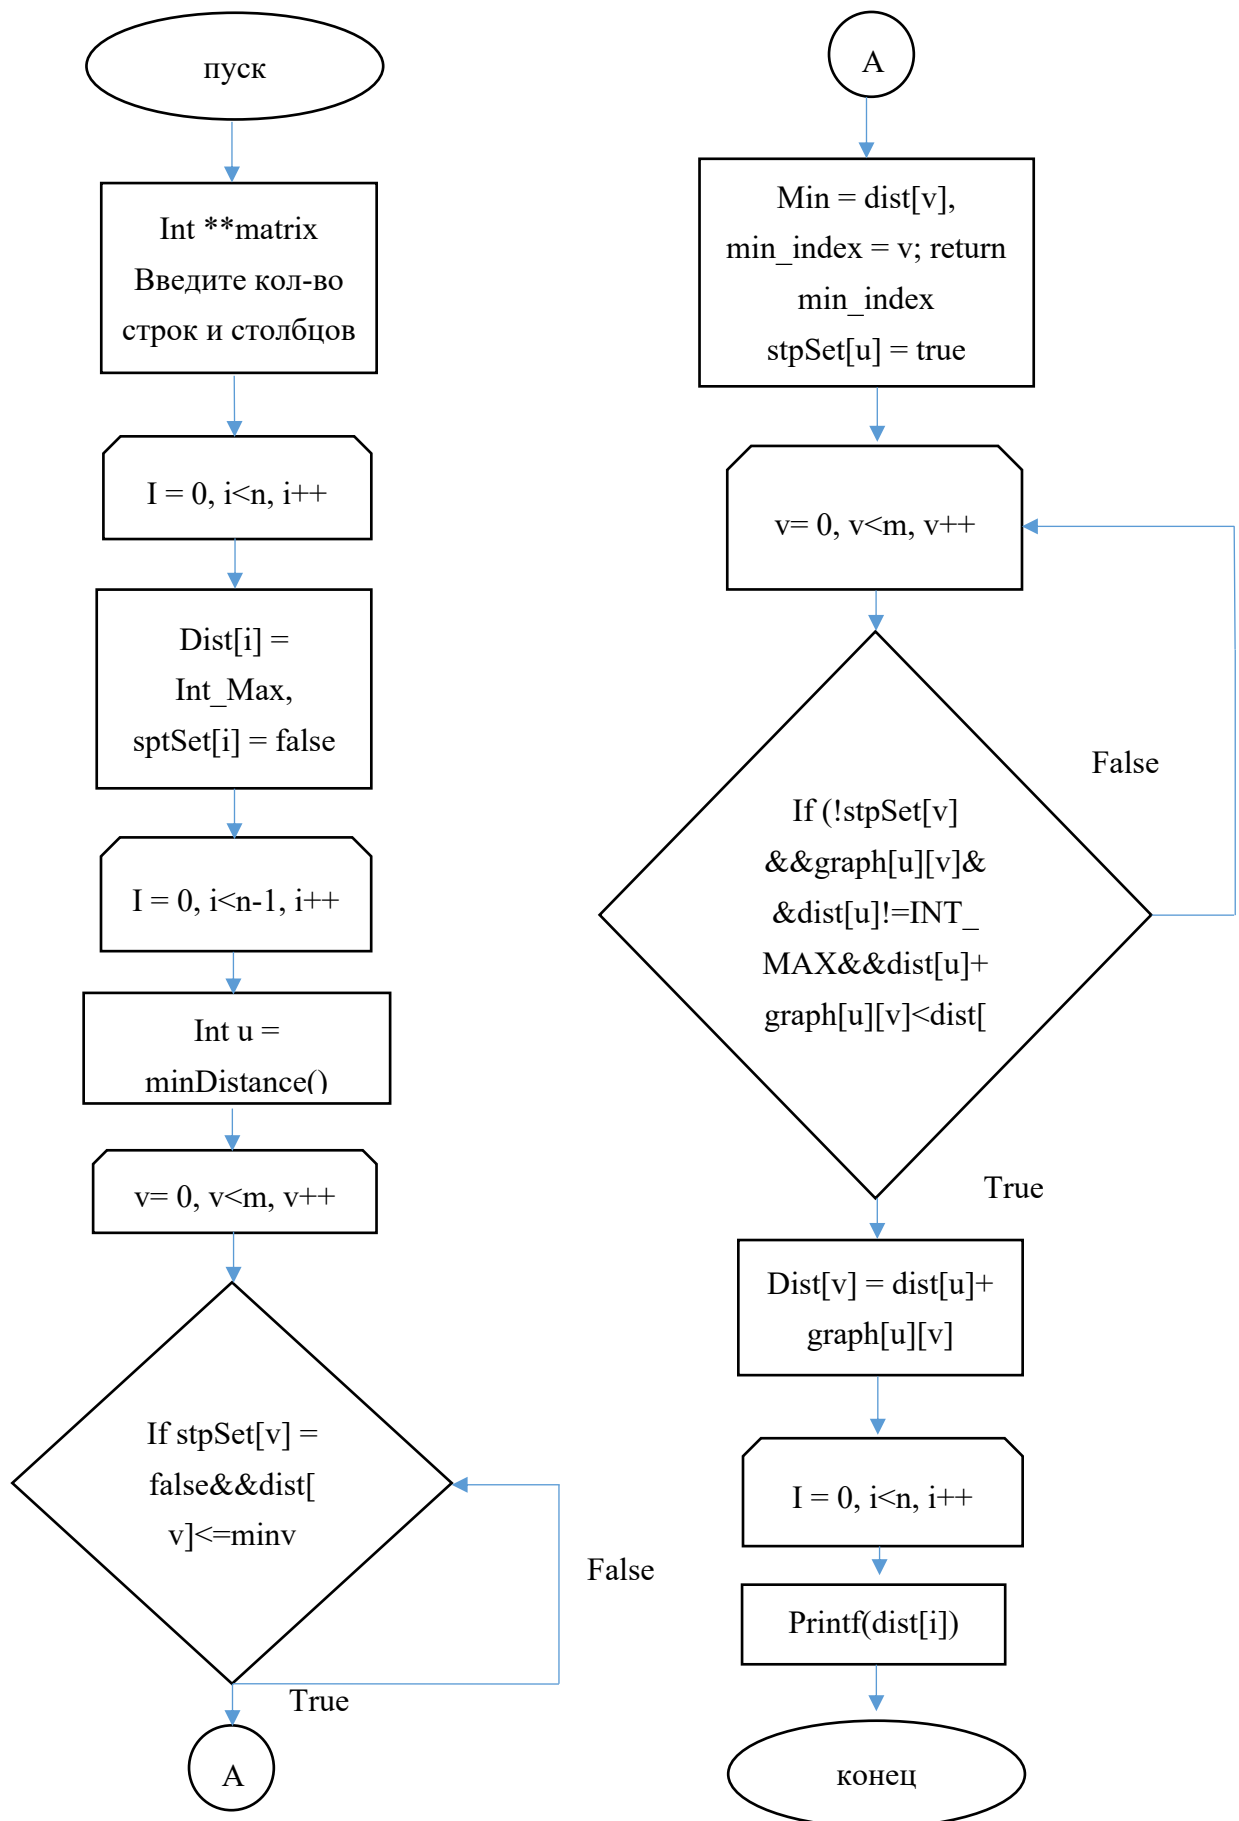 пуск
Int **matrix
Введите кол-во
строк и столбцов
I = 0, i<n, i++
Dist[i] =
Int_Max,
sptSet[i] = false
I = 0, i<n-1, i++
Int u =
minDistance()
v= 0, v<m, v++
If stpSet[v] =
false&&dist[
v]<=minv
False
True
A
A
Min = dist[v],
min_index = v; return
min_index
stpSet[u] = true
v= 0, v<m, v++
False
If (!stpSet[v]
&&graph[u][v]&
&dist[u]!=INT_
MAX&&dist[u]+
graph[u][v]<dist[
True
Dist[v] = dist[u]+
graph[u][v]
I = 0, i<n, i++
Printf(dist[i])
конец